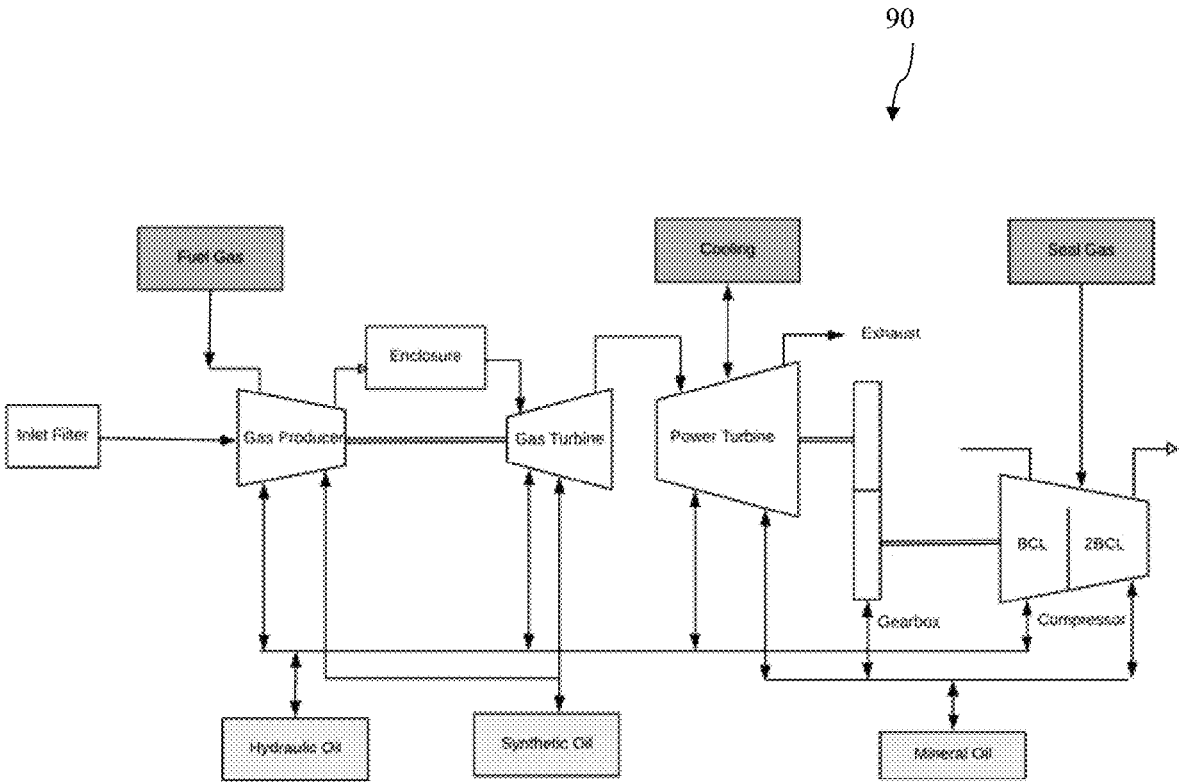 90
Fuel Gas
Cooling
Seal Gas
Exhaust
Enclosure
Inlet Filter
Gas Producer
Gas Turbine
Power Turbine
BCL
2BCL
Gearbox
Compressor
Hydraulic Oil
Synthetic Oil
Mineral Oil